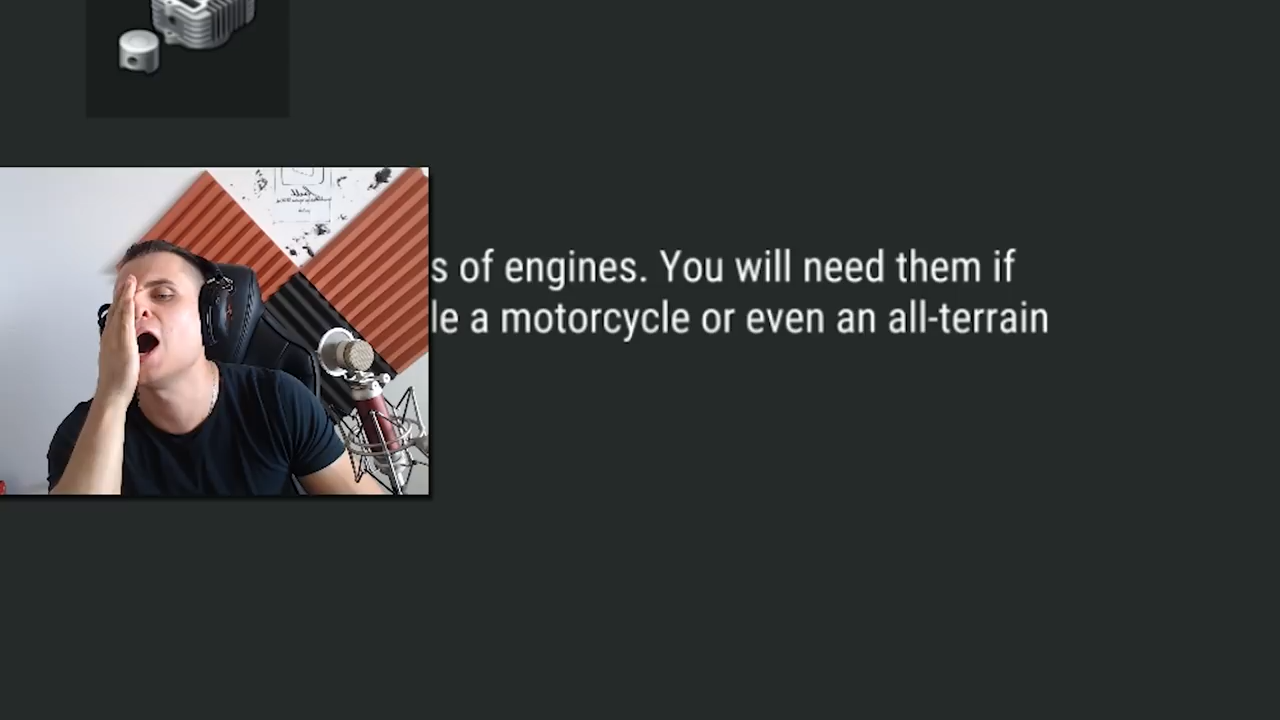 s of engines. You will need them if
le a motorcycle or even an all-terrain